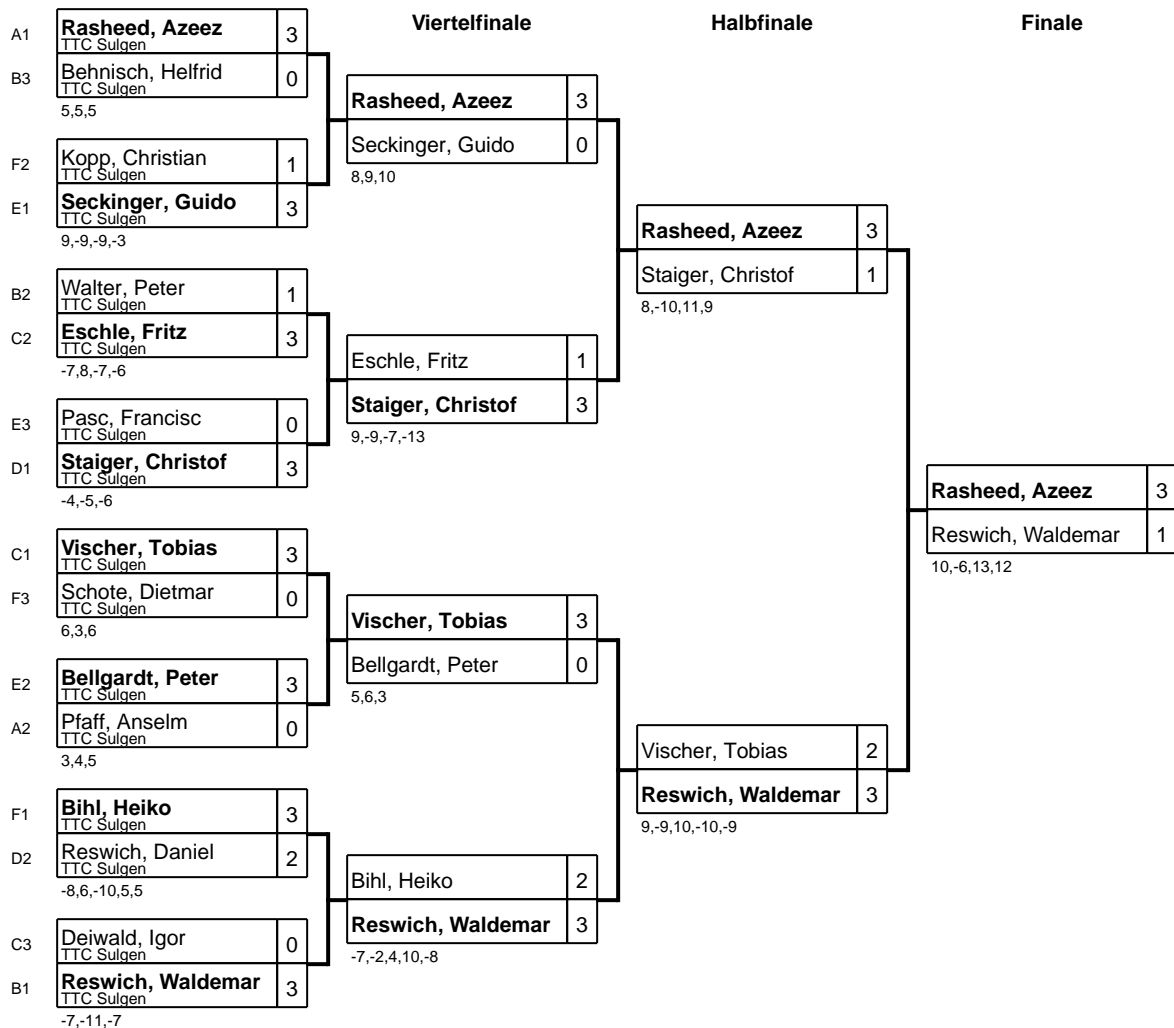 Viertelfinale
Halbfinale
Finale
A1 Rasheed, Azeez 3
TTC Sulgen
B3 Behnisch, Helfrid 0
TTC Sulgen
5,5,5
F2 Kopp, Christian 1
TTC Sulgen
E1 Seckinger, Guido 3
TTC Sulgen
9,-9,-9,-3
B2 Walter, Peter 1
TTC Sulgen
C2 Eschle, Fritz 3
TTC Sulgen
-7,8,-7,-6
E3 Pasc, Francisc 0
TTC Sulgen
D1 Staiger, Christof 3
TTC Sulgen
-4,-5,-6
C1 Vischer, Tobias 3
TTC Sulgen
F3 Schote, Dietmar 0
TTC Sulgen
6,3,6
E2 Bellgardt, Peter 3
TTC Sulgen
A2 Pfaff, Anselm 0
TTC Sulgen
3,4,5
F1 Bihl, Heiko 3
TTC Sulgen
D2 Reswich, Daniel 2
TTC Sulgen
-8,6,-10,5,5
C3 Deiwald, Igor 0
TTC Sulgen
B1 Reswich, Waldemar 3
TTC Sulgen
-7,-11,-7
Rasheed, Azeez 3
Seckinger, Guido 0
8,9,10
Eschle, Fritz 1
Staiger, Christof 3
9,-9,-7,-13
Vischer, Tobias 3
Bellgardt, Peter 0
5,6,3
Bihl, Heiko 2
Reswich, Waldemar 3
-7,-2,4,10,-8
Rasheed, Azeez 3
Staiger, Christof 1
8,-10,11,9
Vischer, Tobias 2
Reswich, Waldemar 3
9,-9,10,-10,-9
Rasheed, Azeez 3
Reswich, Waldemar 1
10,-6,13,12